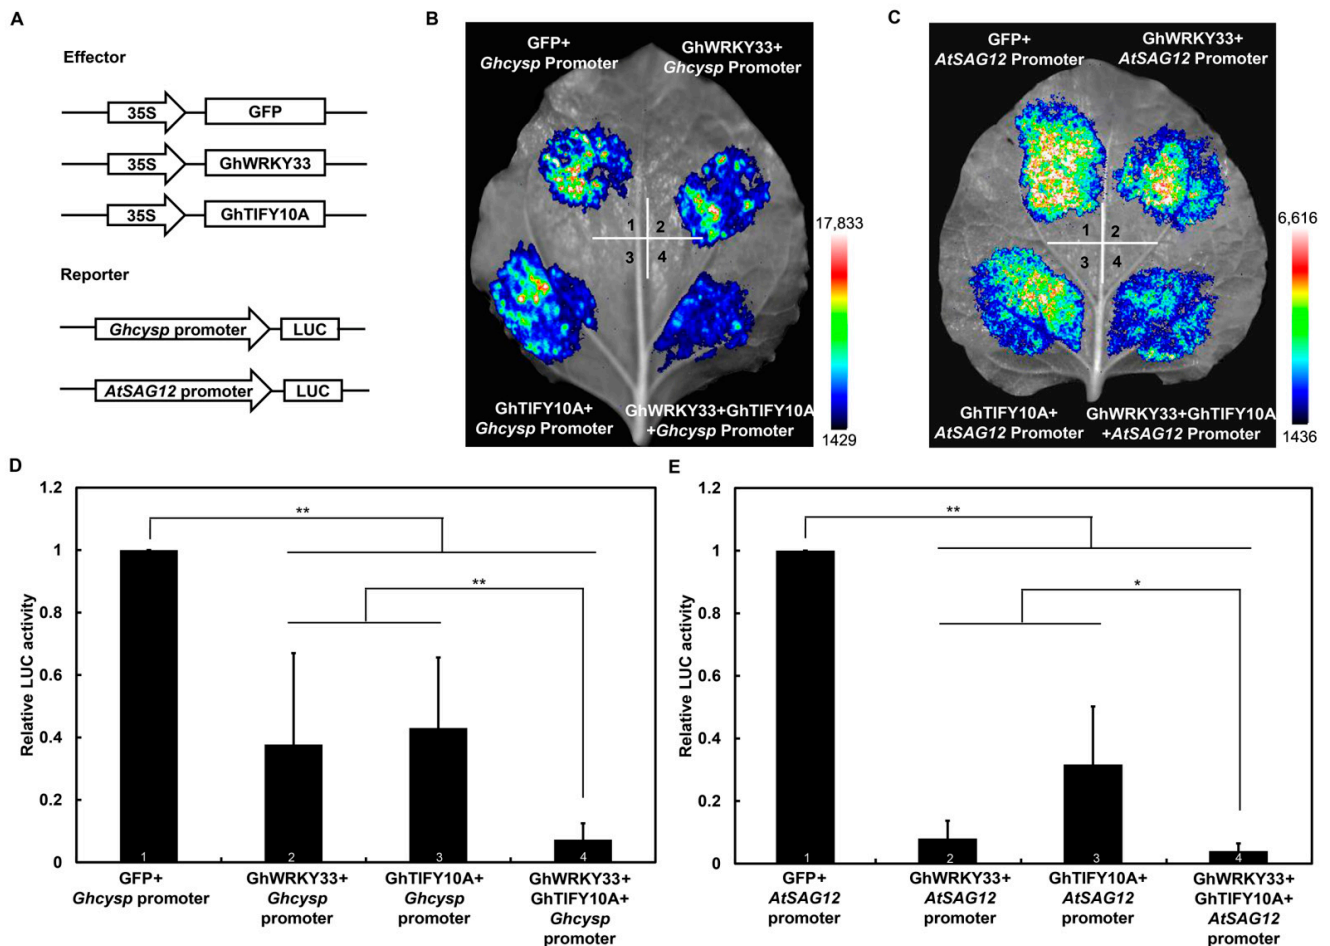 A
Effector
35S GFP
35S GhWRKY33
35S GhTIFY10A
Reporter
Ghcysp promoter LUC
AtSAG12 promoter LUC
B
GFP+
Ghcysp Promoter
GhWRKY33+
Ghcysp Promoter
1 2
3 4
GhTIFY10A+
Ghcysp Promoter
GhWRKY33+GhTIFY10A
+Ghcysp Promoter
17,833
1429
C
GFP+
AtSAG12 Promoter
GhWRKY33+
AtSAG12 Promoter
1 2
3 4
GhTIFY10A+
AtSAG12 Promoter
GhWRKY33+GhTIFY10A
+AtSAG12 Promoter
6,616
1436
D
Relative LUC activity
1.2
1
0.8
0.6
0.4
0.2
0
**
**
1
2
3
4
GFP+
Ghcysp promoter
GhWRKY33+
Ghcysp
promoter
GhTIFY10A+
Ghcysp
promoter
GhWRKY33+
GhTIFY10A+
Ghcysp
promoter
E
Relative LUC activity
1.2
1
0.8
0.6
0.4
0.2
0
**
*
1
2
3
4
GFP+
AtSAG12
promoter
GhWRKY33+
AtSAG12
promoter
GhTIFY10A+
AtSAG12
promoter
GhWRKY33+
GhTIFY10A+
AtSAG12
promoter